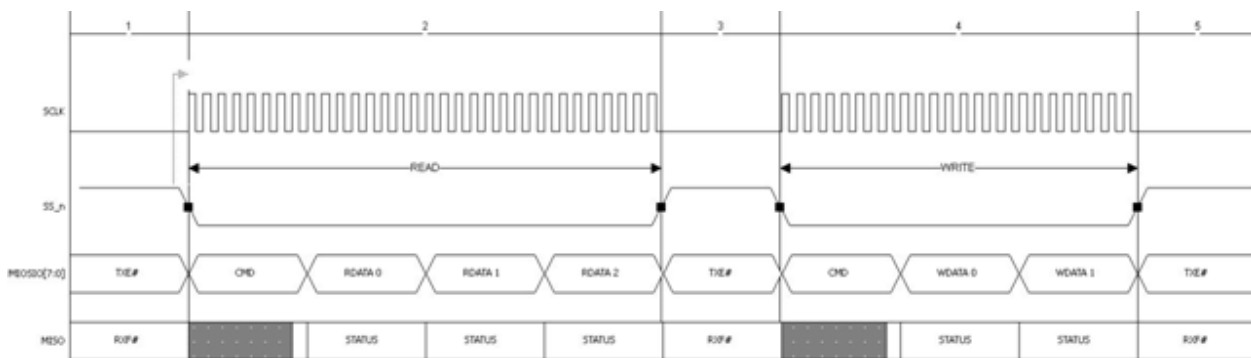 1 2 3 4 5
SCLK
READ WRITE
SS_n
MIOSIO[7:0] TXE# CMD RDATA 0 RDATA 1 RDATA 2 TXE# CMD WDATA 0 WDATA 1 TXE#
MISO RXF# STATUS STATUS STATUS RXF# STATUS STATUS RXF#